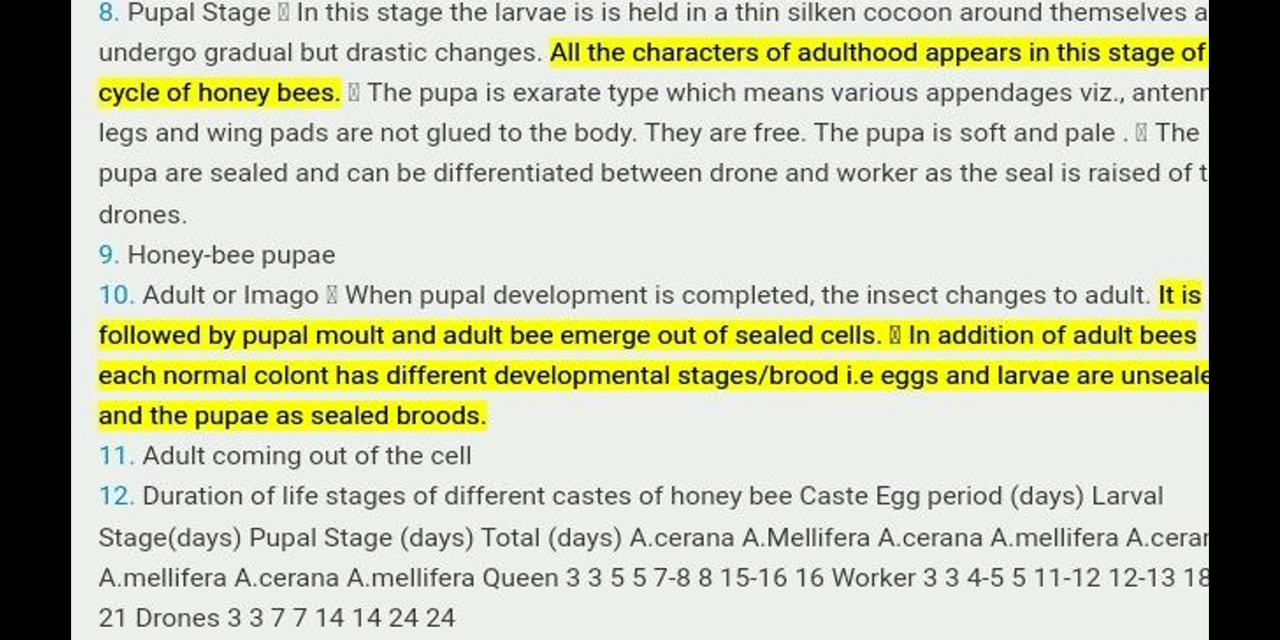 8. Pupal Stage  In this stage the larvae is is held in a thin silken cocoon around themselves a
undergo gradual but drastic changes. All the characters of adulthood appears in this stage of
cycle of honey bees.  The pupa is exarate type which means various appendages viz., antenn
legs and wing pads are not glued to the body. They are free. The pupa is soft and pale .  The
pupa are sealed and can be differentiated between drone and worker as the seal is raised of t
drones.
9. Honey-bee pupae
10. Adult or Imago  When pupal development is completed, the insect changes to adult. It is
followed by pupal moult and adult bee emerge out of sealed cells.  In addition of adult bees
each normal colont has different developmental stages/brood i.e eggs and larvae are unseale
and the pupae as sealed broods.
11. Adult coming out of the cell
12. Duration of life stages of different castes of honey bee Caste Egg period (days) Larval
Stage(days) Pupal Stage (days) Total (days) A.cerana A.Mellifera A.cerana A.mellifera A.cerar
A.mellifera A.cerana A.mellifera Queen 3 3 5 5 7-8 8 15-16 16 Worker 3 3 4-5 5 11-12 12-13 18
21 Drones 3 3 7 7 14 14 24 24